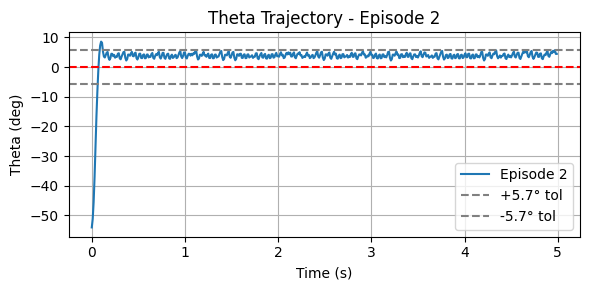 Theta Trajectory - Episode 2
Theta (deg)
10
0
−10
−20
−30
−40
−50
0
1
2
3
4
5
Time (s)
Episode 2
+5.7° tol
-5.7° tol